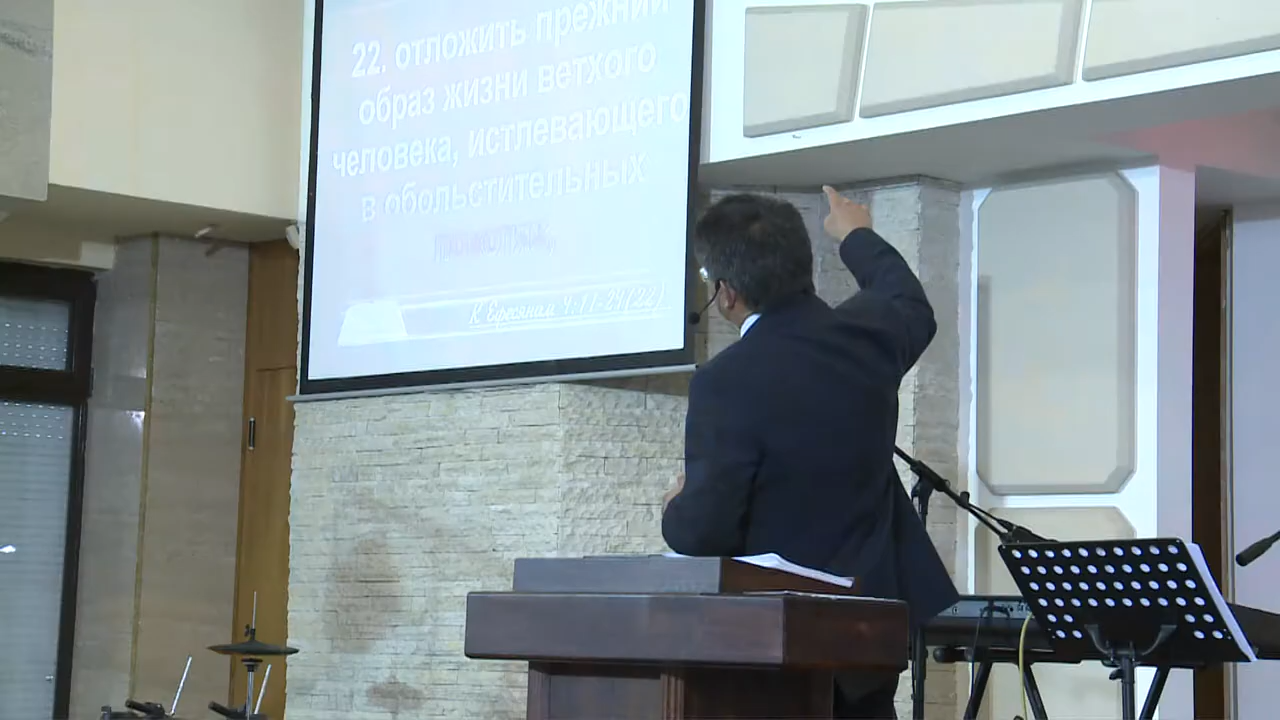 22. отложить прежний
образ жизни ветхого
человека, истлевающего
в обольстительных
К Ефесянам 4:17-24(22)